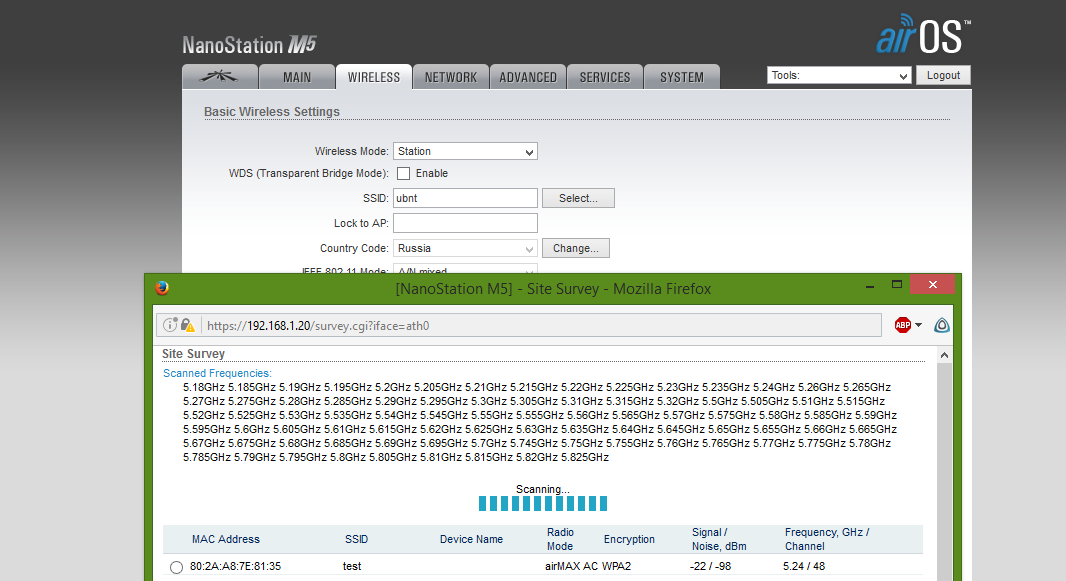 NanoStation M5
airOS™
MAIN
WIRELESS
NETWORK
ADVANCED
SERVICES
SYSTEM
Tools:
Logout
Basic Wireless Settings
Wireless Mode: Station
WDS (Transparent Bridge Mode): Enable
SSID: ubnt Select...
Lock to AP:
Country Code: Russia Change...
IEEE 802.11 Mode: A/N mixed
[NanoStation M5] - Site Survey - Mozilla Firefox
https://192.168.1.20/survey.cgi?iface=ath0
ABP
Site Survey
Scanned Frequencies:
5.18GHz 5.185GHz 5.19GHz 5.195GHz 5.2GHz 5.205GHz 5.21GHz 5.215GHz 5.22GHz 5.225GHz 5.23GHz 5.235GHz 5.24GHz 5.26GHz 5.265GHz
5.27GHz 5.275GHz 5.28GHz 5.285GHz 5.29GHz 5.295GHz 5.3GHz 5.305GHz 5.31GHz 5.315GHz 5.32GHz 5.5GHz 5.505GHz 5.51GHz 5.515GHz
5.52GHz 5.525GHz 5.53GHz 5.535GHz 5.54GHz 5.545GHz 5.55GHz 5.555GHz 5.56GHz 5.565GHz 5.57GHz 5.575GHz 5.58GHz 5.585GHz 5.59GHz
5.595GHz 5.6GHz 5.605GHz 5.61GHz 5.615GHz 5.62GHz 5.625GHz 5.63GHz 5.635GHz 5.64GHz 5.645GHz 5.65GHz 5.655GHz 5.66GHz 5.665GHz
5.67GHz 5.675GHz 5.68GHz 5.685GHz 5.69GHz 5.695GHz 5.7GHz 5.745GHz 5.75GHz 5.755GHz 5.76GHz 5.765GHz 5.77GHz 5.775GHz 5.78GHz
5.785GHz 5.79GHz 5.795GHz 5.8GHz 5.805GHz 5.81GHz 5.815GHz 5.82GHz 5.825GHz
Scanning...
MAC Address
SSID
Device Name
Radio
Mode
Encryption
Signal /
Noise, dBm
Frequency, GHz /
Channel
80:2A:A8:7E:81:35 test airMAX AC WPA2 -22 / -98 5.24 / 48